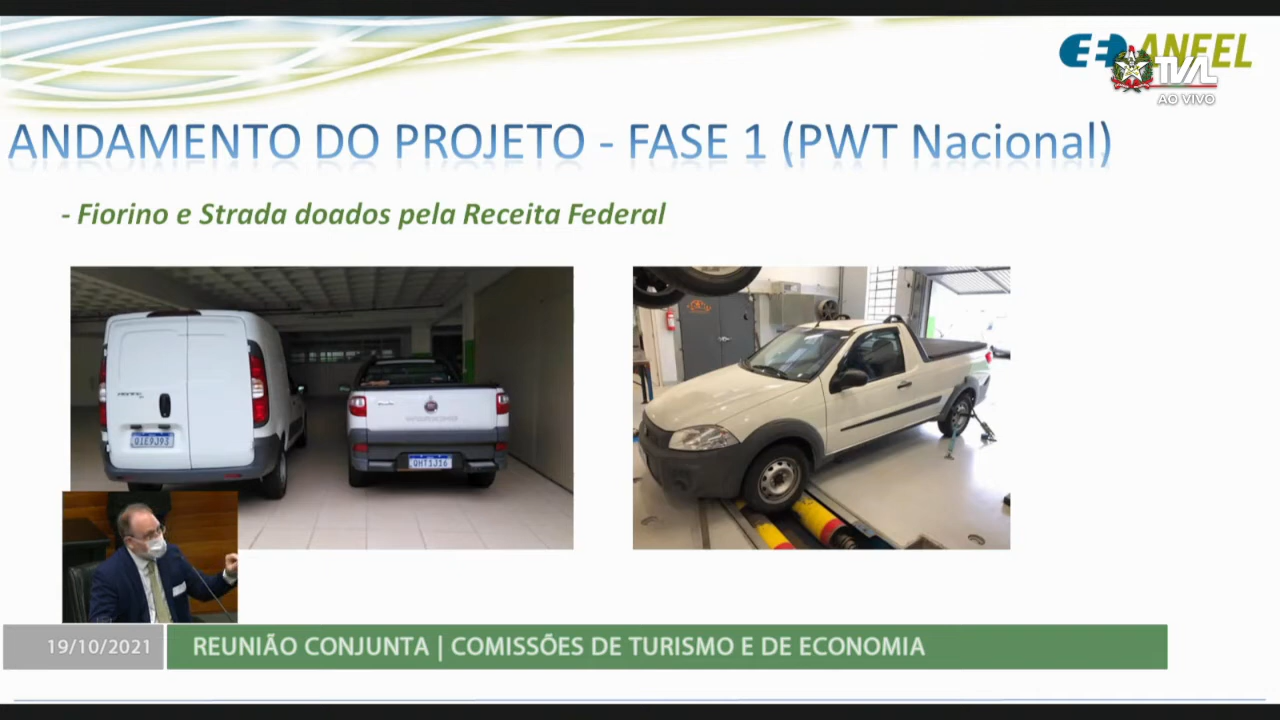 ANEEL
TVAL
AO VIVO
ANDAMENTO DO PROJETO - FASE 1 (PWT Nacional)
- Fiorino e Strada doados pela Receita Federal
19/10/2021
REUNIÃO CONJUNTA | COMISSÕES DE TURISMO E DE ECONOMIA